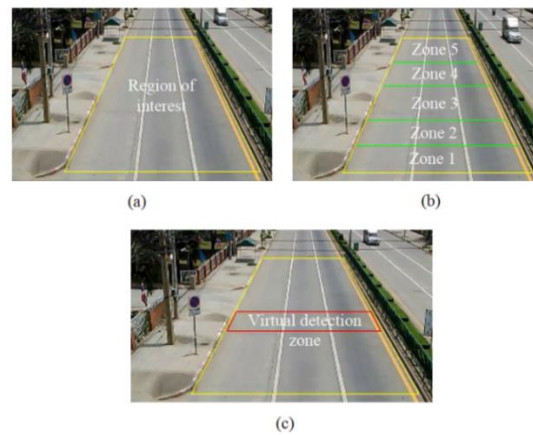 Region of
interest
(a)
Zone 5
Zone 4
Zone 3
Zone 2
Zone 1
(b)
Virtual detection
zone
(c)